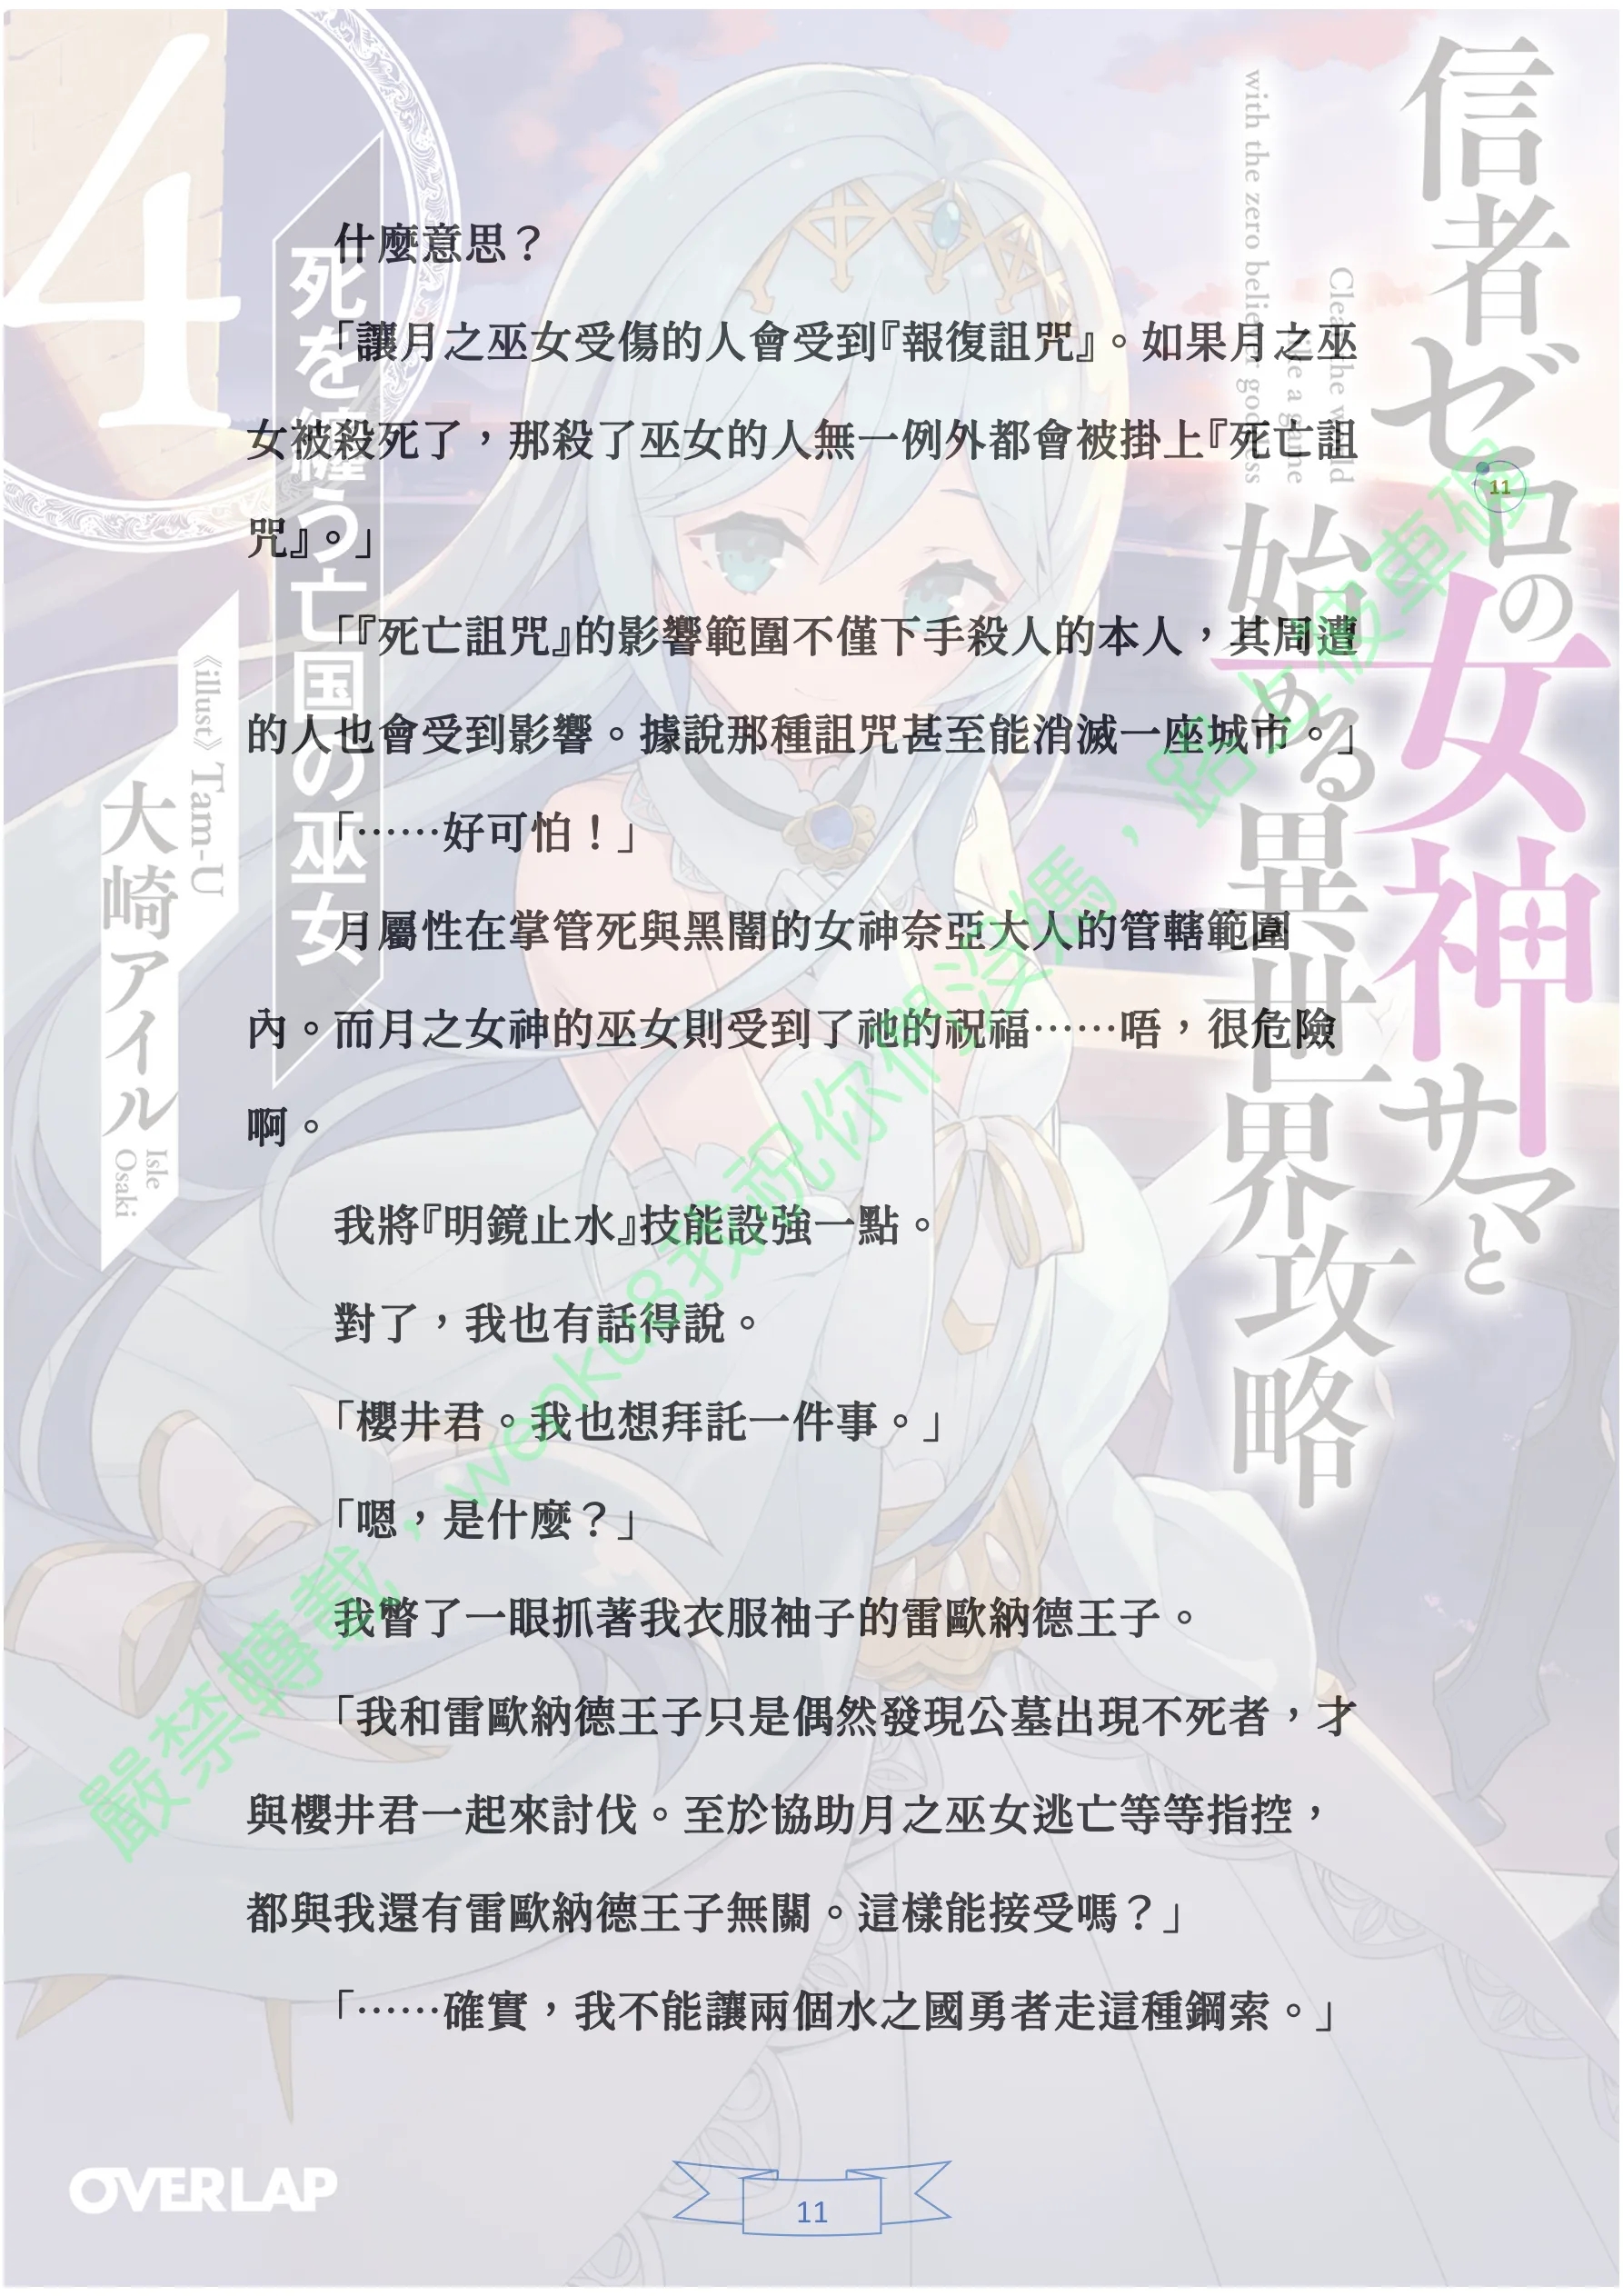 什麼意思？
「讓月之巫女受傷的人會受到『報復詛咒』。如果月之巫
女被殺死了，那殺了巫女的人無一例外都會被掛上『死亡詛
咒』。」
「『死亡詛咒』的影響範圍不僅下手殺人的本人，其周遭
的人也會受到影響。據說那種詛咒甚至能消滅一座城市。」
「……好可怕！」
月屬性在掌管死與黑闇的女神奈亞大人的管轄範圍
內。而月之女神的巫女則受到了祂的祝福……唔，很危險
啊。
我將『明鏡止水』技能設強一點。
對了，我也有話得說。
「櫻井君。我也想拜託一件事。」
「嗯，是什麼？」
我瞥了一眼抓著我衣服袖子的雷歐納德王子。
「我和雷歐納德王子只是偶然發現公墓出現不死者，才
與櫻井君一起來討伐。至於協助月之巫女逃亡等等指控，
都與我還有雷歐納德王子無關。這樣能接受嗎？」
「……確實，我不能讓兩個水之國勇者走這種鋼索。」
11
11
信者ゼロの女神サマと
始める異世界攻略
Clear the world
like a game
with the zero believer goddess
4
死を纏う亡国の巫女
《illust》Tam-U
大崎アイル
Isle
Osaki
OVERLAP
嚴禁轉載，wenku8我祝你們沒媽，路上被車碾